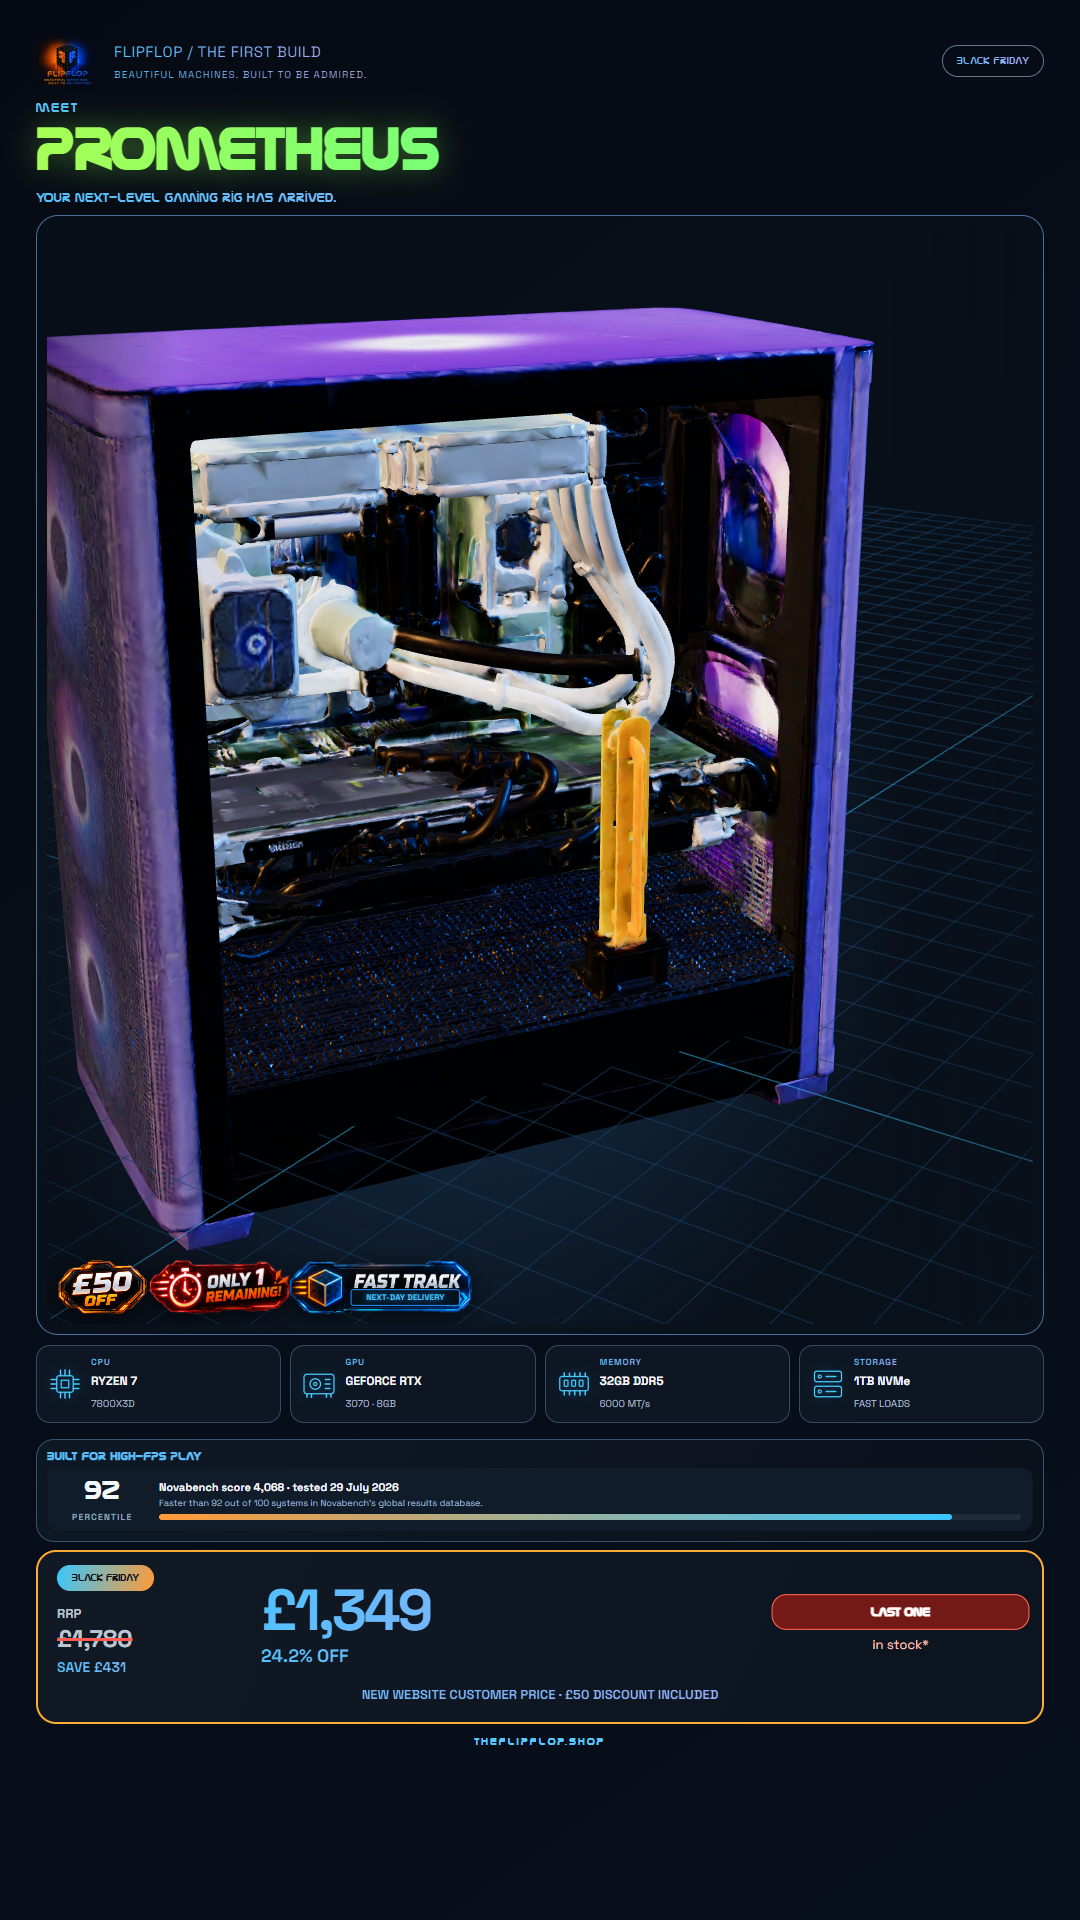 FLIPFLOP
FLIPFLOP / THE FIRST BUILD
BEAUTIFUL MACHINES. BUILT TO BE ADMIRED.
BLACK FRIDAY
MEET
PROMETHEUS
YOUR NEXT-LEVEL GAMING RIG HAS ARRIVED.
£50
OFF
ONLY 1
REMAINING!
FAST TRACK
NEXT-DAY DELIVERY
CPU
RYZEN 7
7800X3D
GPU
GEFORCE RTX
3070 · 8GB
MEMORY
32GB DDR5
6000 MT/s
STORAGE
1TB NVMe
FAST LOADS
BUILT FOR HIGH-FPS PLAY
92
PERCENTILE
Novabench score 4,068 · tested 29 July 2026
Faster than 92 out of 100 systems in Novabench's global results database.
BLACK FRIDAY
RRP
£1,780
SAVE £431
£1,349
24.2% OFF
LAST ONE
in stock*
NEW WEBSITE CUSTOMER PRICE · £50 DISCOUNT INCLUDED
THEFLIPFLOP.SHOP